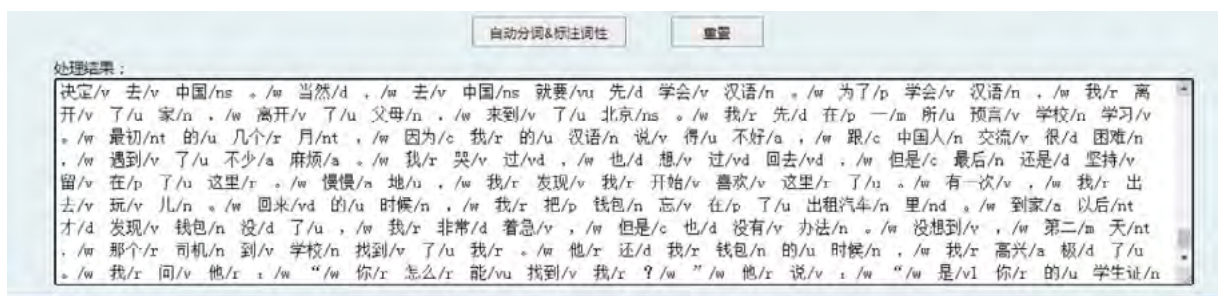 自动分词&标注词性 重置
处理结果：
决定/v 去/v 中国/ns 。/w 当然/d ，/w 去/v 中国/ns 就要/vu 先/d 学会/v 汉语/n 。/w 为了/p 学会/v 汉语/n ，/w 我/r 离
开/v 了/u 家/n ，/w 离开/v 了/u 父母/n ，/w 来到/v 了/u 北京/ns 。/w 我/r 先/d 在/p 一/m 所/u 预言/v 学校/n 学习/v
。/w 最初/nt 的/u 几个/r 月/nt ，/w 因为/c 我/r 的/u 汉语/n 说/v 得/u 不好/a ，/w 跟/c 中国人/n 交流/v 很/d 困难/n
，/w 遇到/v 了/u 不少/a 麻烦/a 。/w 我/r 哭/v 过/vd ，/w 也/d 想/v 过/vd 回去/vd ，/w 但是/c 最后/n 还是/d 坚持/v
留/v 在/p 了/u 这里/r 。/w 慢慢/a 地/u ，/w 我/r 发现/v 我/r 开始/v 喜欢/v 这里/r 了/u 。/w 有一次/v ，/w 我/r 出
去/v 玩/v 儿/n 。/w 回来/vd 的/u 时候/n ，/w 我/r 把/p 钱包/n 忘/v 在/p 了/u 出租汽车/n 里/nd 。/w 到家/a 以后/nt
才/d 发现/v 钱包/n 没/d 了/u ，/w 我/r 非常/d 着急/v ，/w 但是/c 也/d 没有/v 办法/n 。/w 没想到/v ，/w 第二/m 天/nt
，/w 那个/r 司机/n 到/v 学校/n 找到/v 了/u 我/r 。/w 他/r 还/d 我/r 钱包/n 的/u 时候/n ，/w 我/r 高兴/a 极/d 了/u
。/w 我/r 问/v 他/r ：/w “/w 你/r 怎么/r 能/vu 找到/v 我/r ？/w ”/w 他/r 说/v ：/w “/w 是/vl 你/r 的/u 学生证/n